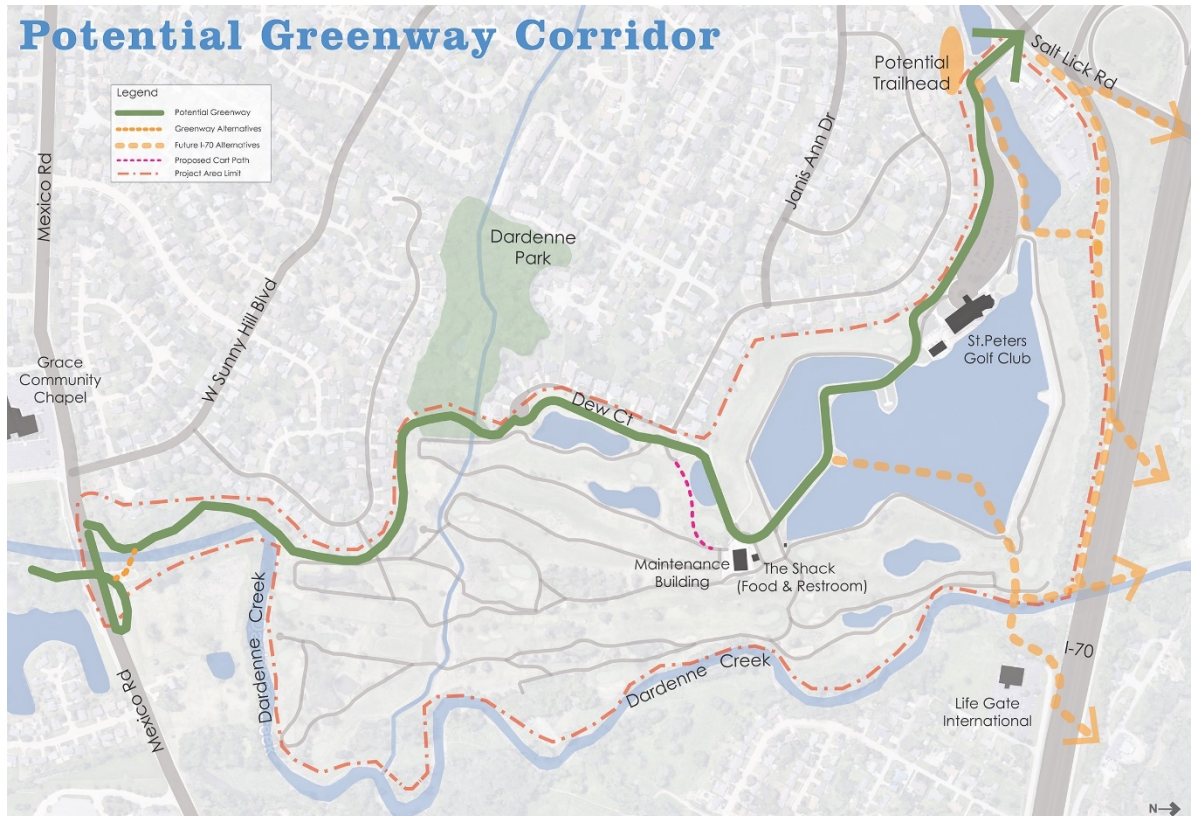 Potential Greenway Corridor
Legend
Potential Greenway
Greenway Alternatives
Future I-70 Alternatives
Proposed Cart Path
Project Area Limit
Potential
Trailhead
Salt Lick Rd
Mexico Rd
Janis Ann Dr
Dardenne
Park
W Sunny Hill Blvd
Grace
Community
Chapel
St.Peters
Golf Club
Dew Ct
Maintenance
Building
The Shack
(Food & Restroom)
Dardenne Creek
Dardenne Creek
Mexico Rd
I-70
Life Gate
International
N